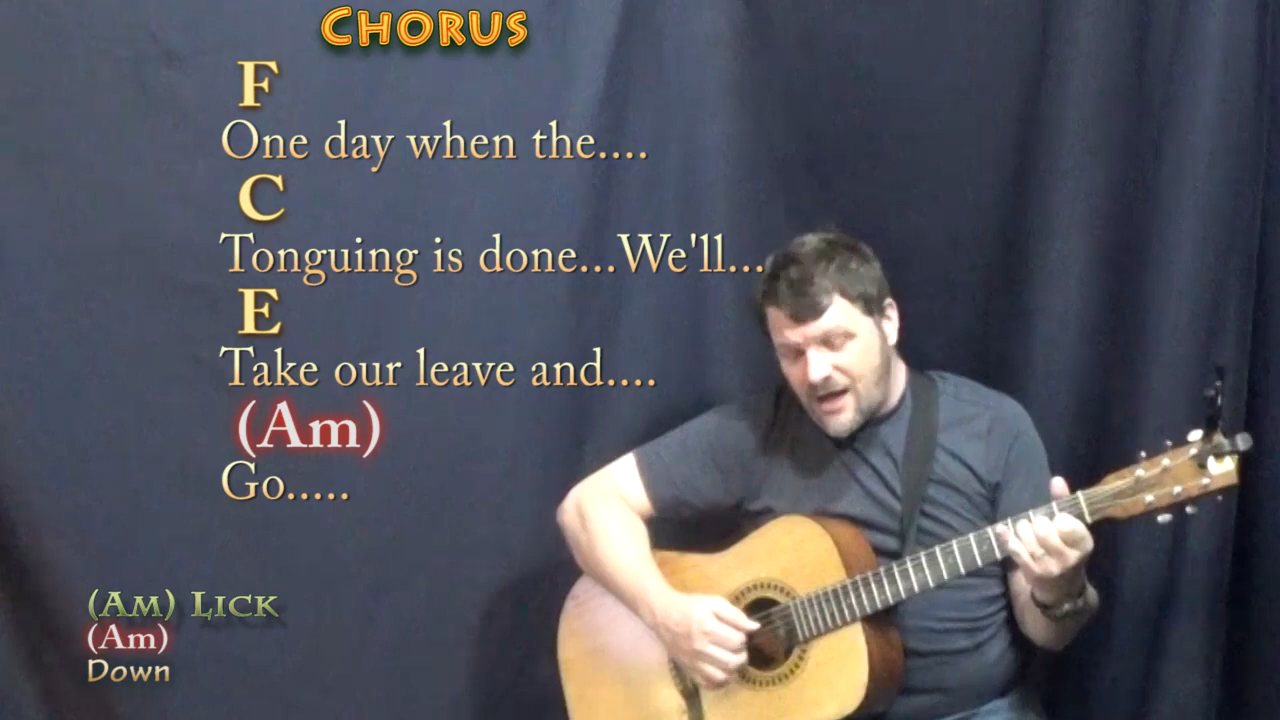 CHORUS
F
One day when the....
C
Tonguing is done...We'll...
E
Take our leave and....
(Am)
Go.....
(AM) LICK
(Am)
Down